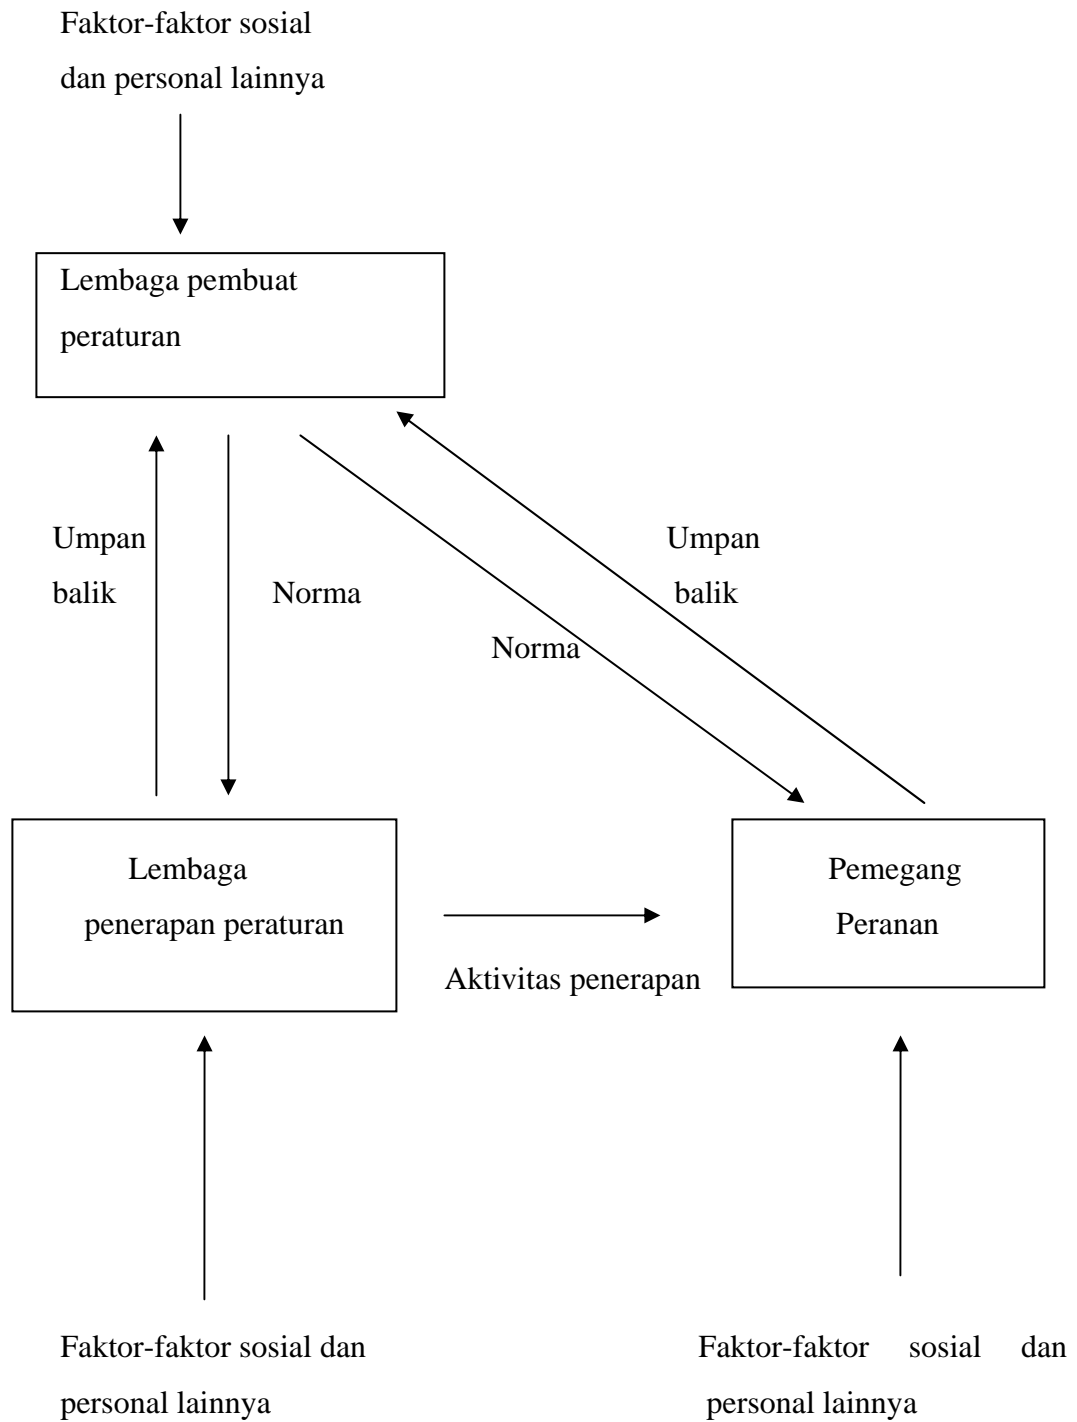 Faktor-faktor sosial
dan personal lainnya
Lembaga pembuat
peraturan
Umpan
balik
Norma
Umpan
balik
Norma
Lembaga
penerapan peraturan
Aktivitas penerapan
Pemegang
Peranan
Faktor-faktor sosial dan
personal lainnya
Faktor-faktor sosial dan
personal lainnya